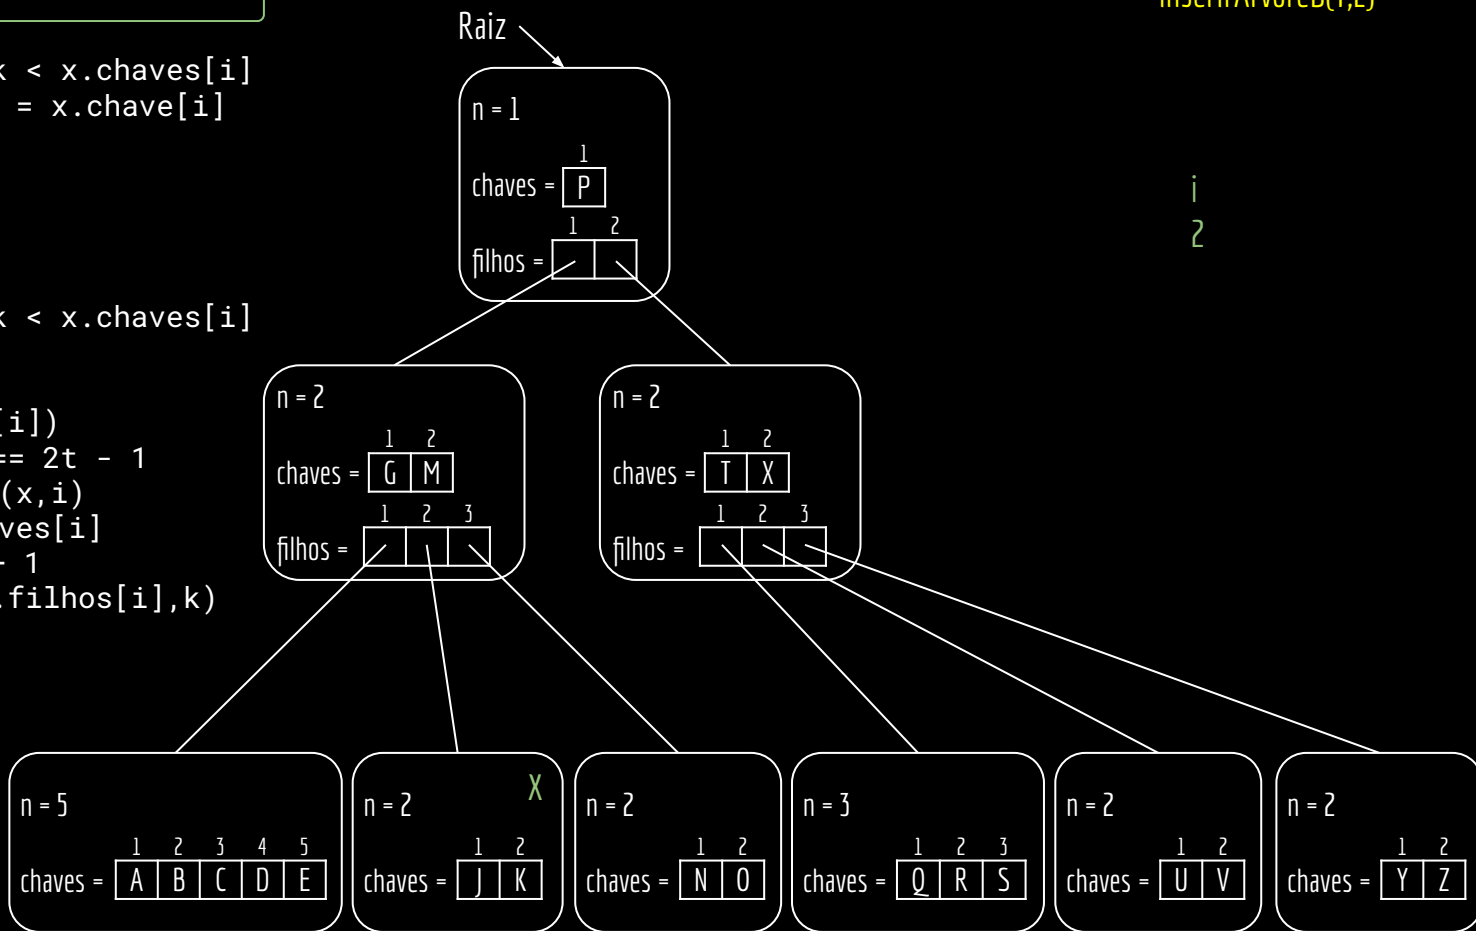 InserirArvoreB(T,L)
k < x.chaves[i]
= x.chave[i]
k < x.chaves[i]
[i])
== 2t - 1
(x,i)
ves[i]
- 1
.filhos[i],k)
Raiz
n = 1
1
chaves = P
1 2
filhos =
i
2
n = 2
1 2
chaves = G M
1 2 3
filhos =
n = 2
1 2
chaves = T X
1 2 3
filhos =
n = 5
1 2 3 4 5
chaves = A B C D E
n = 2 X
1 2
chaves = J K
n = 2
1 2
chaves = N O
n = 3
1 2 3
chaves = Q R S
n = 2
1 2
chaves = U V
n = 2
1 2
chaves = Y Z